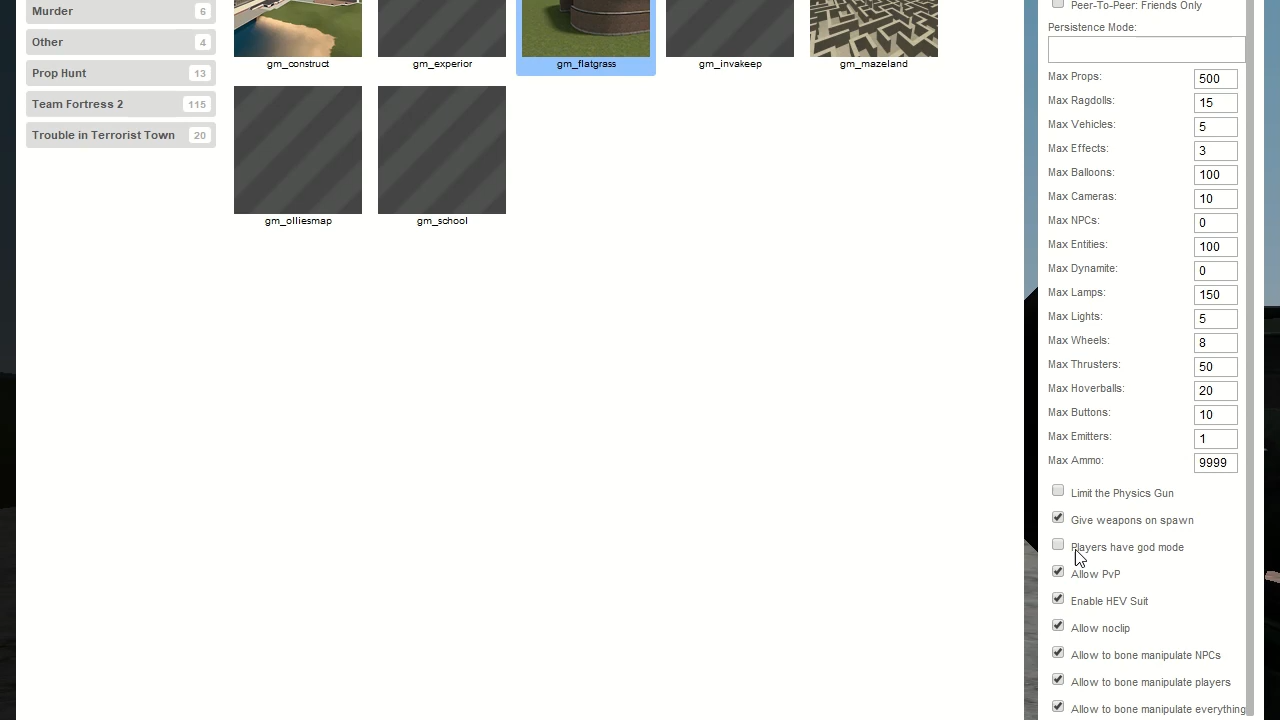 Murder 6
Other 4
Prop Hunt 13
Team Fortress 2 115
Trouble in Terrorist Town 20
gm_construct
gm_experior
gm_flatgrass
gm_invakeep
gm_mazeland
gm_olliesmap
gm_school
Peer-To-Peer: Friends Only
Persistence Mode:
Max Props: 500
Max Ragdolls: 15
Max Vehicles: 5
Max Effects: 3
Max Balloons: 100
Max Cameras: 10
Max NPCs: 0
Max Entities: 100
Max Dynamite: 0
Max Lamps: 150
Max Lights: 5
Max Wheels: 8
Max Thrusters: 50
Max Hoverballs: 20
Max Buttons: 10
Max Emitters: 1
Max Ammo: 9999
Limit the Physics Gun
Give weapons on spawn
Players have god mode
Allow PvP
Enable HEV Suit
Allow noclip
Allow to bone manipulate NPCs
Allow to bone manipulate players
Allow to bone manipulate everything